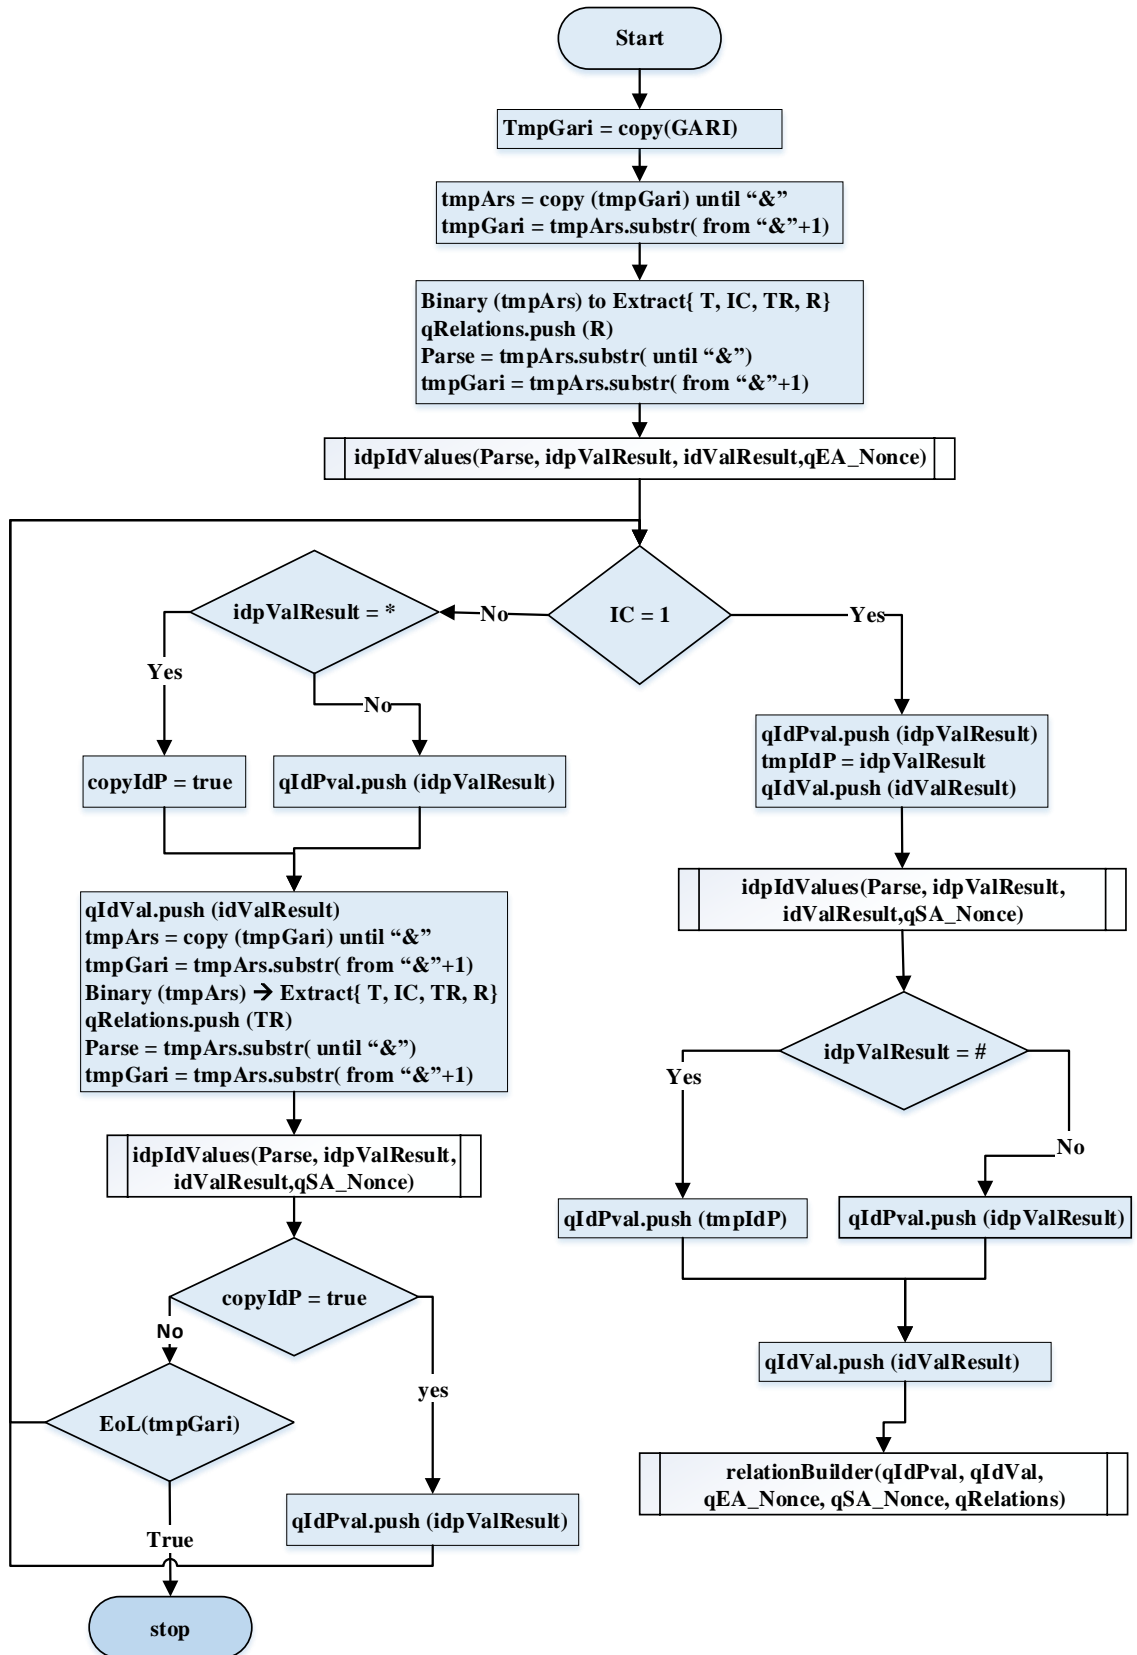 Start
TmpGari = copy(GARI)
tmpArs = copy (tmpGari) until “&”
tmpGari = tmpArs.substr( from “&”+1)
Binary (tmpArs) to Extract{ T, IC, TR, R}
qRelations.push (R)
Parse = tmpArs.substr( until “&”)
tmpGari = tmpArs.substr( from “&”+1)
idpIdValues(Parse, idpValResult, idValResult,qEA_Nonce)
IC = 1
No
Yes
idpValResult = *
Yes
No
copyIdP = true
qIdPval.push (idpValResult)
qIdVal.push (idValResult)
tmpArs = copy (tmpGari) until “&”
tmpGari = tmpArs.substr( from “&”+1)
Binary (tmpArs) → Extract{ T, IC, TR, R}
qRelations.push (TR)
Parse = tmpArs.substr( until “&”)
tmpGari = tmpArs.substr( from “&”+1)
idpIdValues(Parse, idpValResult,
idValResult,qSA_Nonce)
copyIdP = true
No
yes
EoL(tmpGari)
qIdPval.push (idpValResult)
True
stop
qIdPval.push (idpValResult)
tmpIdP = idpValResult
qIdVal.push (idValResult)
idpIdValues(Parse, idpValResult,
idValResult,qSA_Nonce)
idpValResult = #
Yes
No
qIdPval.push (tmpIdP)
qIdPval.push (idpValResult)
qIdVal.push (idValResult)
relationBuilder(qIdPval, qIdVal,
qEA_Nonce, qSA_Nonce, qRelations)